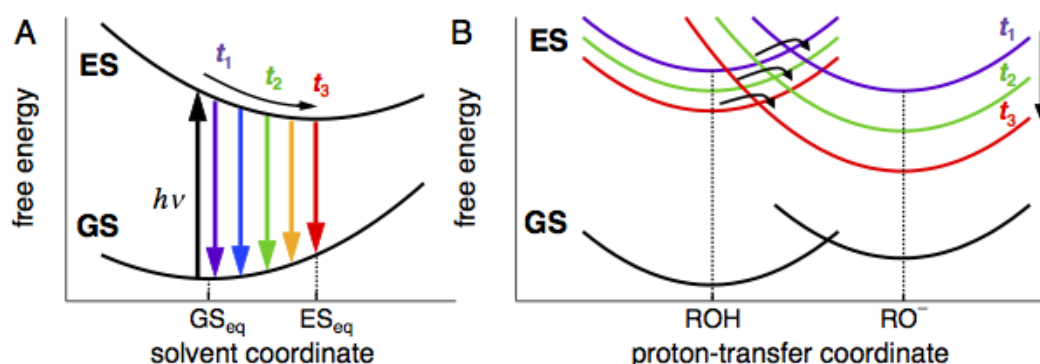 A
ES
t₁
t₂
t₃
hν
GS
free energy
GSeq
ESeq
solvent coordinate
B
ES
t₁
t₂
t₃
GS
free energy
ROH
RO⁻
proton-transfer coordinate